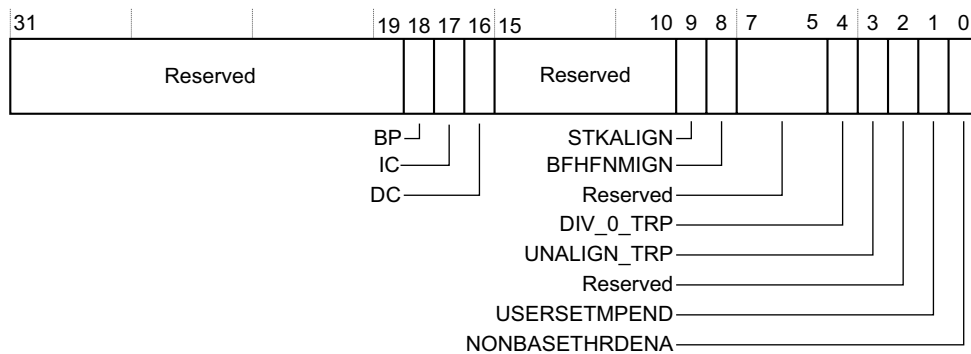 31 19 18 17 16 15 10 9 8 7 5 4 3 2 1 0
Reserved Reserved
BP STKALIGN
IC BFHFNMIGN
DC Reserved
DIV_0_TRP
UNALIGN_TRP
Reserved
USERSETMPEND
NONBASETHRDENA